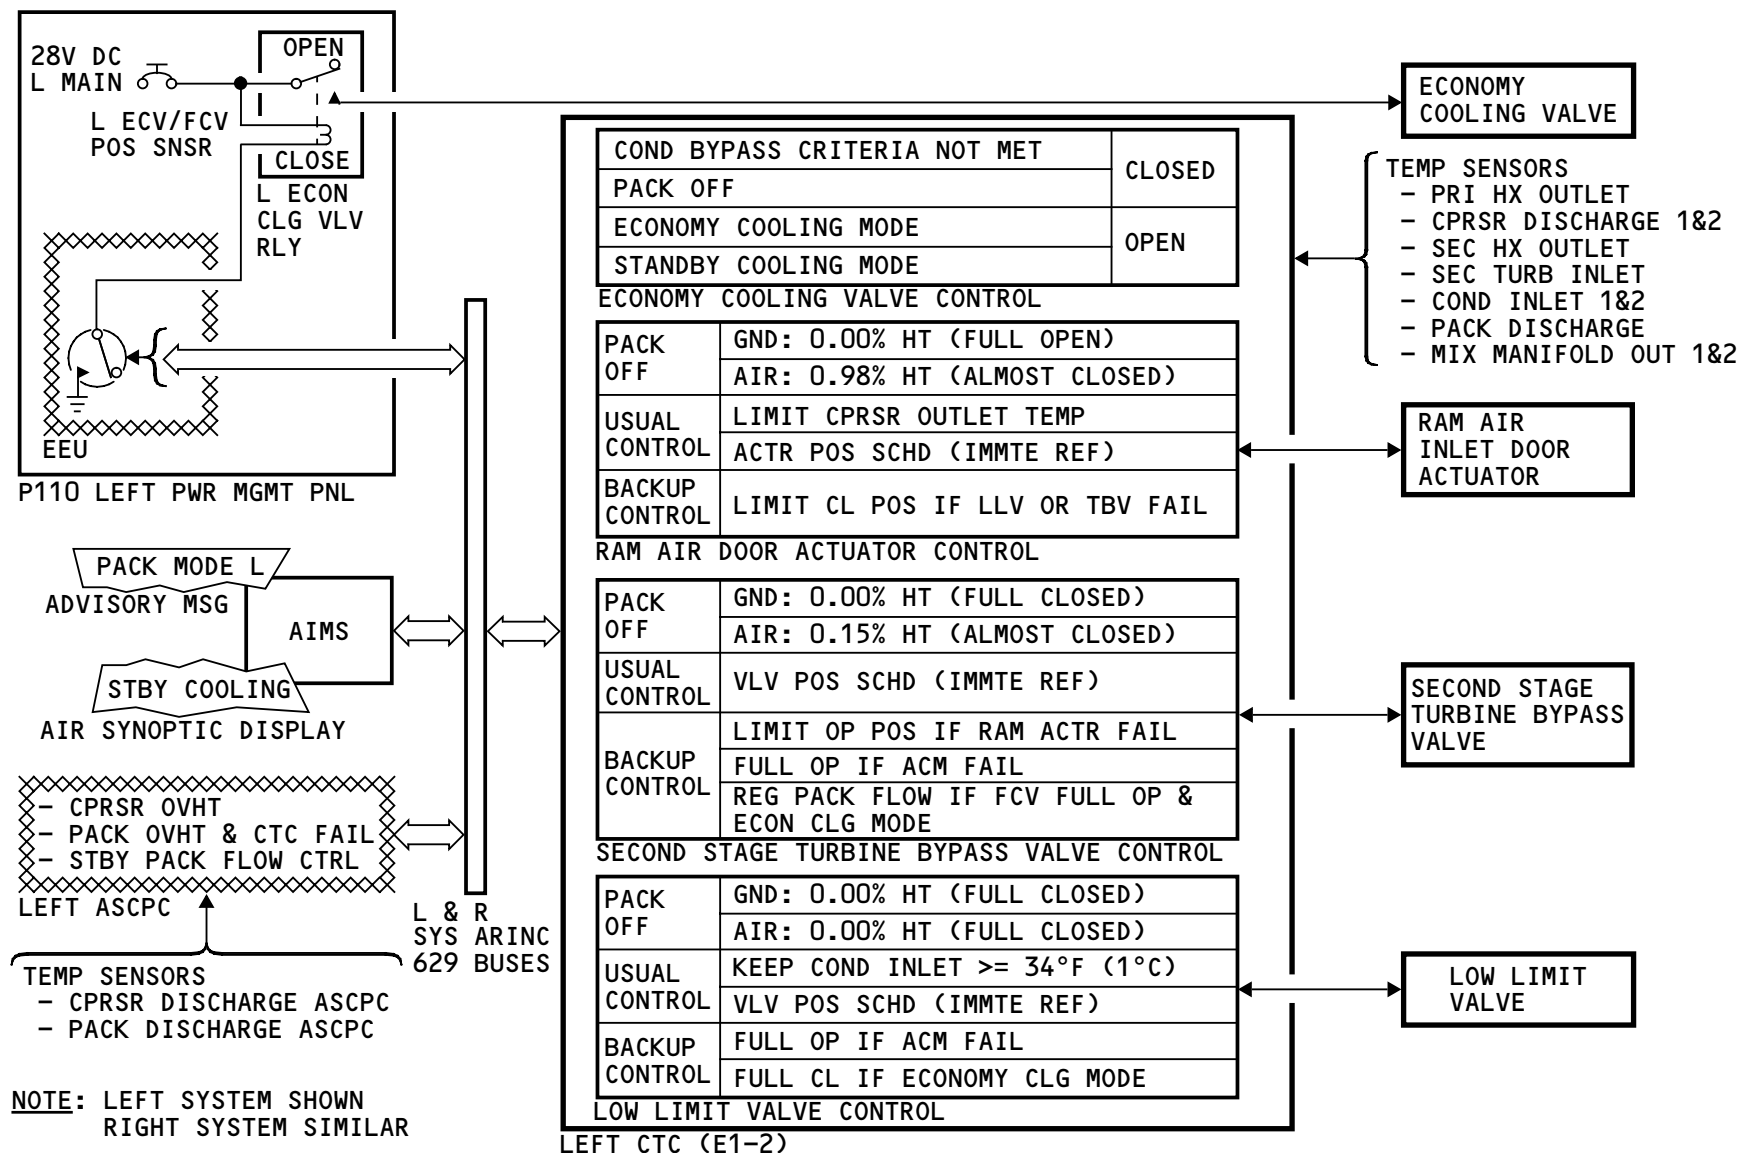 28V DC
L MAIN
OPEN
L ECV/FCV
POS SNSR
CLOSE
L ECON
CLG VLV
RLY
EEU
P110 LEFT PWR MGMT PNL
PACK MODE L
ADVISORY MSG
AIMS
STBY COOLING
AIR SYNOPTIC DISPLAY
- CPRSR OVHT
- PACK OVHT & CTC FAIL
- STBY PACK FLOW CTRL
LEFT ASCPC
TEMP SENSORS
- CPRSR DISCHARGE ASCPC
- PACK DISCHARGE ASCPC
L & R
SYS ARINC
629 BUSES
NOTE: LEFT SYSTEM SHOWN
RIGHT SYSTEM SIMILAR
COND BYPASS CRITERIA NOT MET
PACK OFF
CLOSED
ECONOMY COOLING MODE
STANDBY COOLING MODE
OPEN
ECONOMY COOLING VALVE CONTROL
PACK
OFF
GND: 0.00% HT (FULL OPEN)
AIR: 0.98% HT (ALMOST CLOSED)
USUAL
CONTROL
LIMIT CPRSR OUTLET TEMP
ACTR POS SCHD (IMMTE REF)
BACKUP
CONTROL
LIMIT CL POS IF LLV OR TBV FAIL
RAM AIR DOOR ACTUATOR CONTROL
PACK
OFF
GND: 0.00% HT (FULL CLOSED)
AIR: 0.15% HT (ALMOST CLOSED)
USUAL
CONTROL
VLV POS SCHD (IMMTE REF)
BACKUP
CONTROL
LIMIT OP POS IF RAM ACTR FAIL
FULL OP IF ACM FAIL
REG PACK FLOW IF FCV FULL OP &
ECON CLG MODE
SECOND STAGE TURBINE BYPASS VALVE CONTROL
PACK
OFF
GND: 0.00% HT (FULL CLOSED)
AIR: 0.00% HT (FULL CLOSED)
USUAL
CONTROL
KEEP COND INLET >= 34°F (1°C)
VLV POS SCHD (IMMTE REF)
BACKUP
CONTROL
FULL OP IF ACM FAIL
FULL CL IF ECONOMY CLG MODE
LOW LIMIT VALVE CONTROL
LEFT CTC (E1-2)
ECONOMY
COOLING VALVE
TEMP SENSORS
- PRI HX OUTLET
- CPRSR DISCHARGE 1&2
- SEC HX OUTLET
- SEC TURB INLET
- COND INLET 1&2
- PACK DISCHARGE
- MIX MANIFOLD OUT 1&2
RAM AIR
INLET DOOR
ACTUATOR
SECOND STAGE
TURBINE BYPASS
VALVE
LOW LIMIT
VALVE